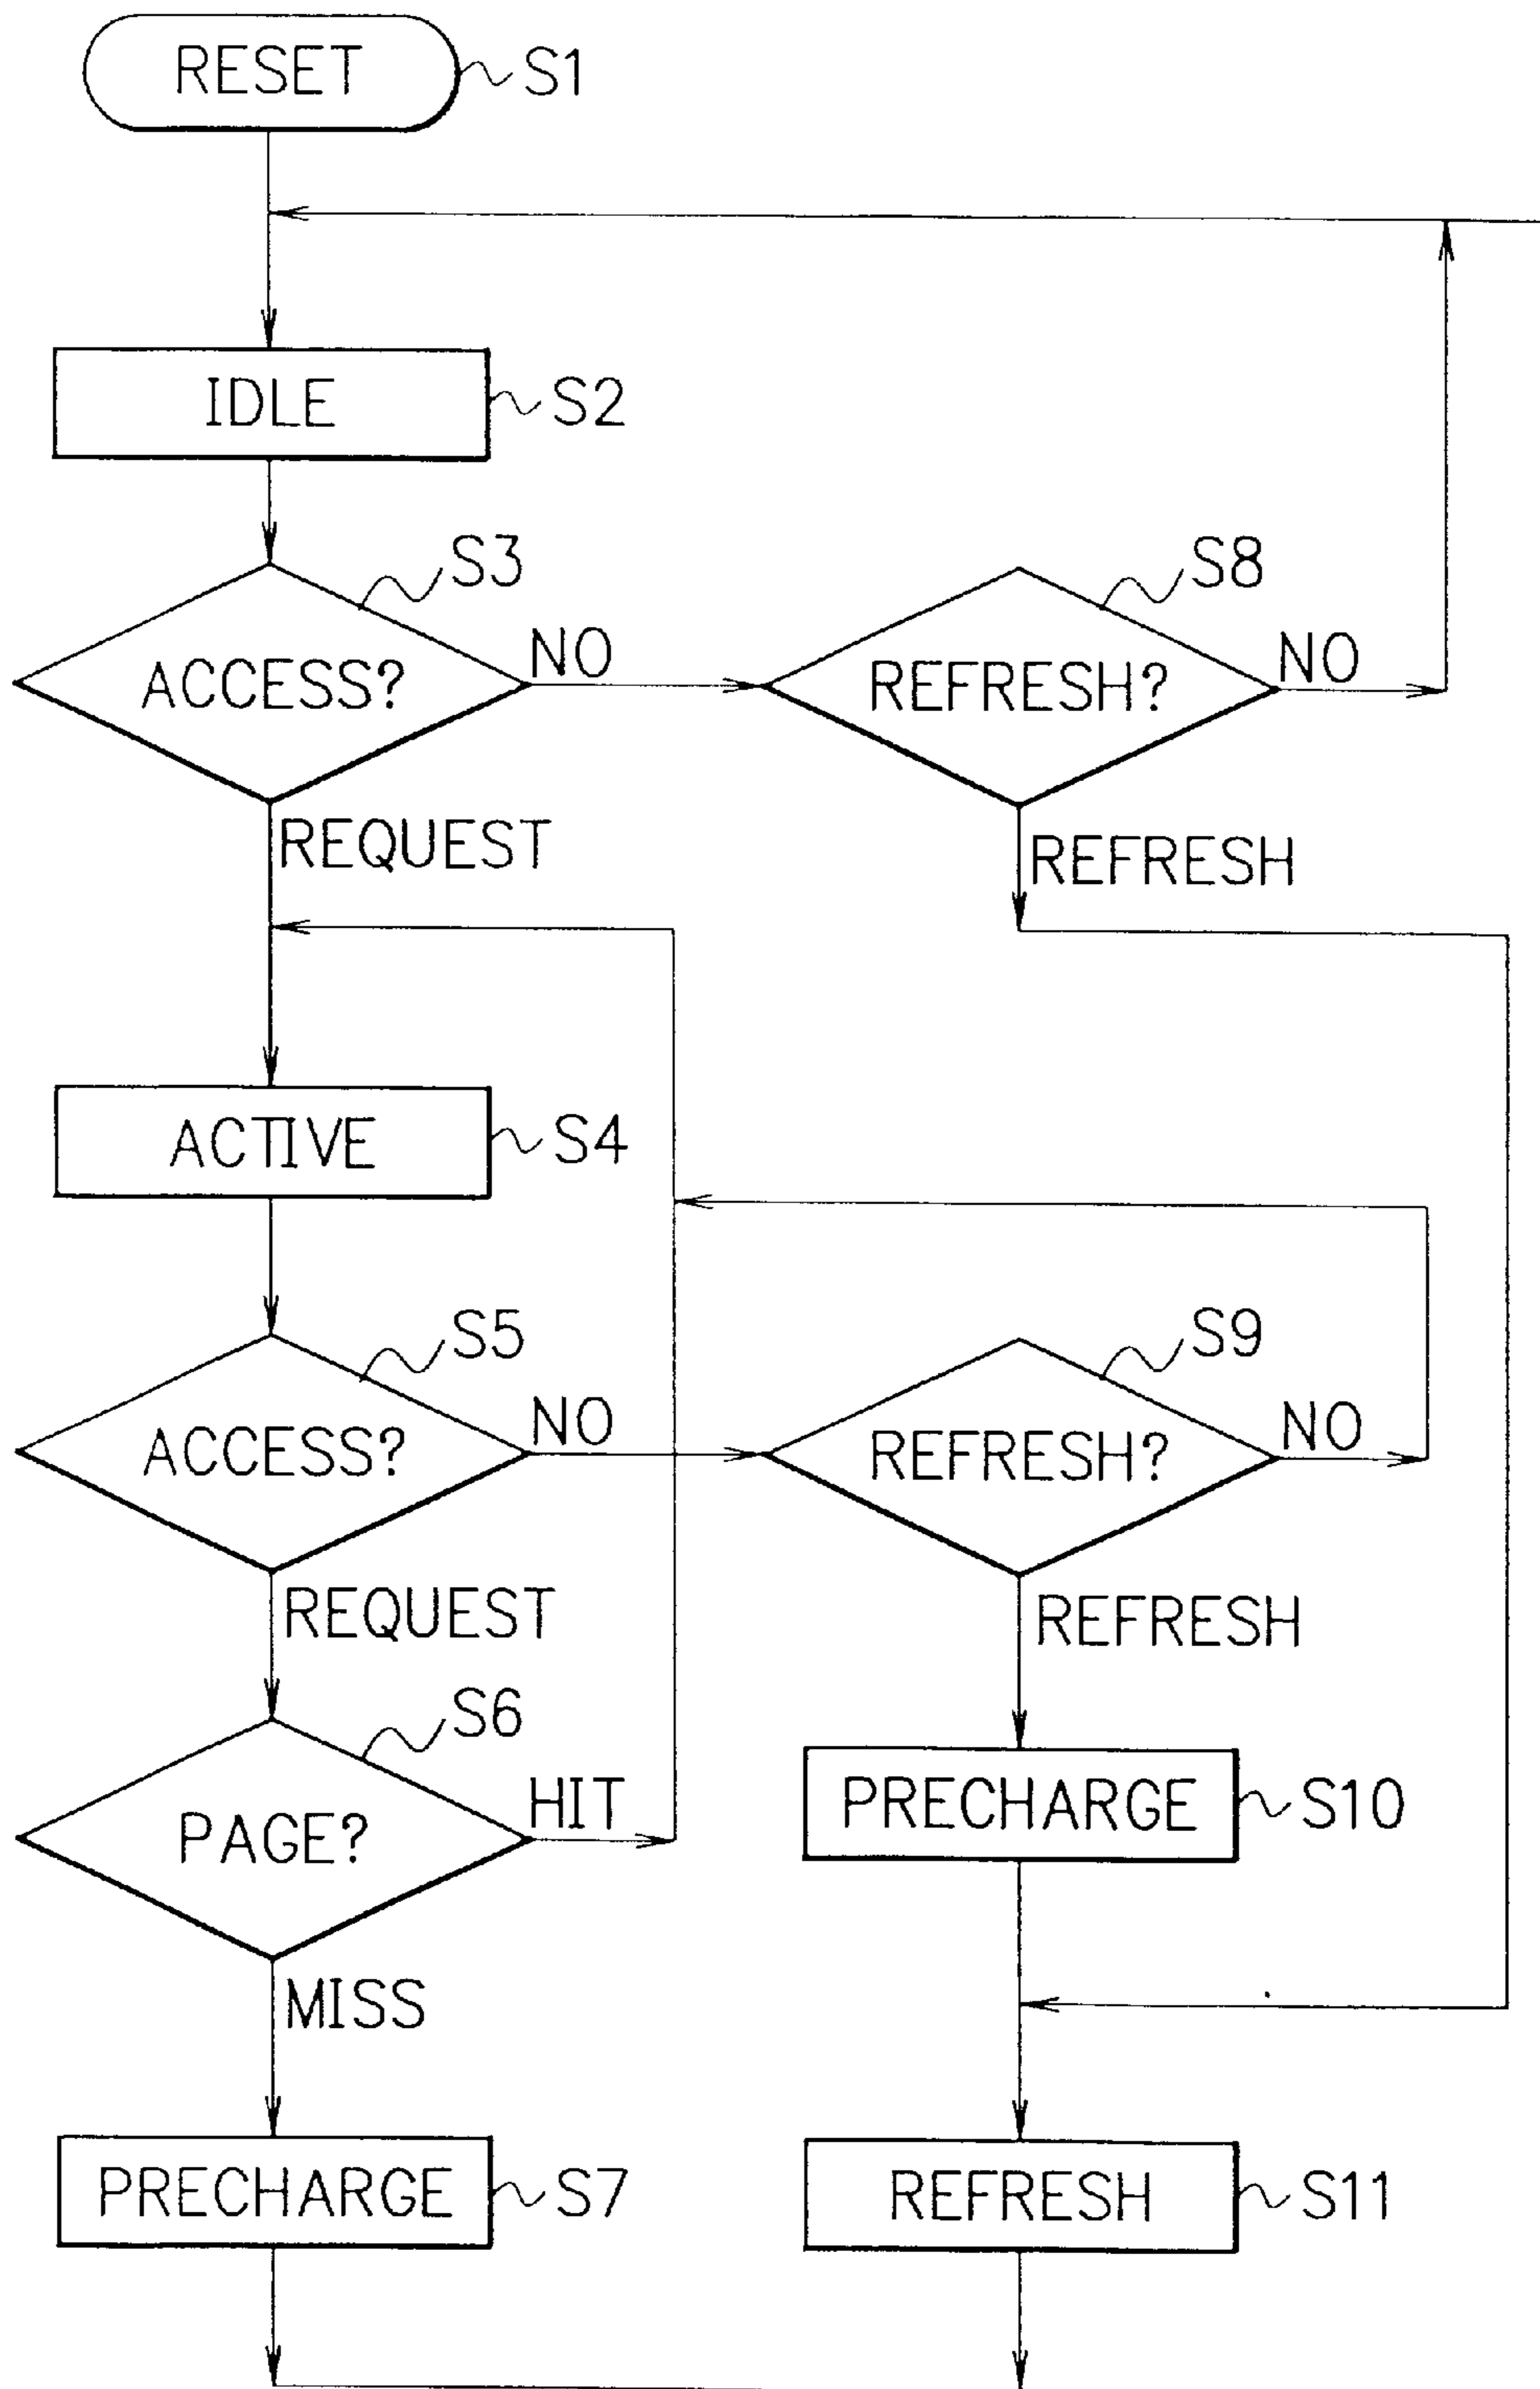 RESET S1
IDLE S2
S3
ACCESS?
NO
S8
REFRESH?
NO
REQUEST
REFRESH
ACTIVE S4
S5
ACCESS?
NO
S9
REFRESH?
NO
REQUEST
REFRESH
S6
PAGE?
HIT
PRECHARGE S10
MISS
PRECHARGE S7
REFRESH S11